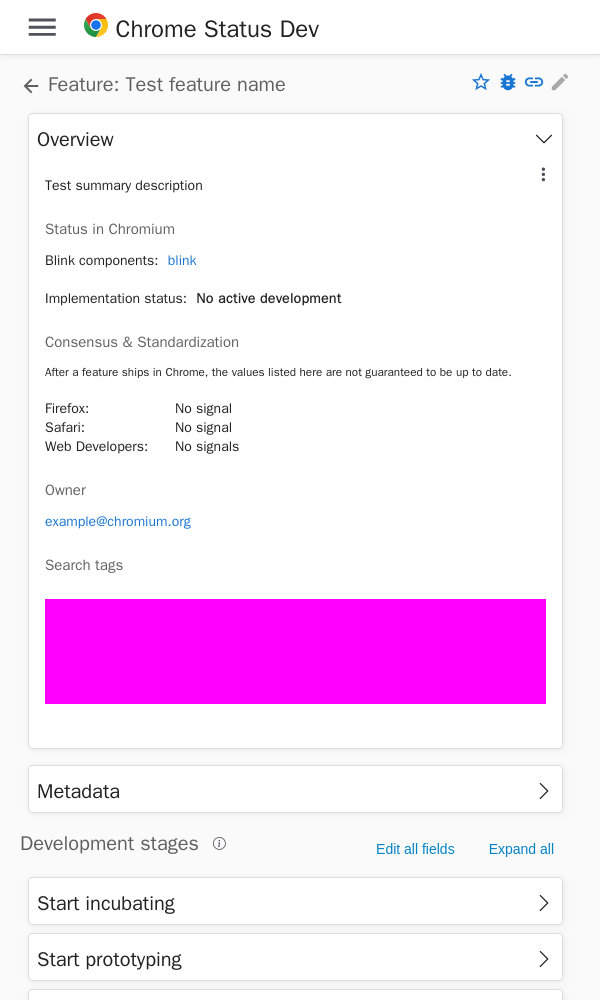 Chrome Status Dev
Feature: Test feature name
Overview
Test summary description
Status in Chromium
Blink components: blink
Implementation status: No active development
Consensus & Standardization
After a feature ships in Chrome, the values listed here are not guaranteed to be up to date.
Firefox: No signal
Safari: No signal
Web Developers: No signals
Owner
example@chromium.org
Search tags
Metadata
Development stages
Edit all fields Expand all
Start incubating
Start prototyping